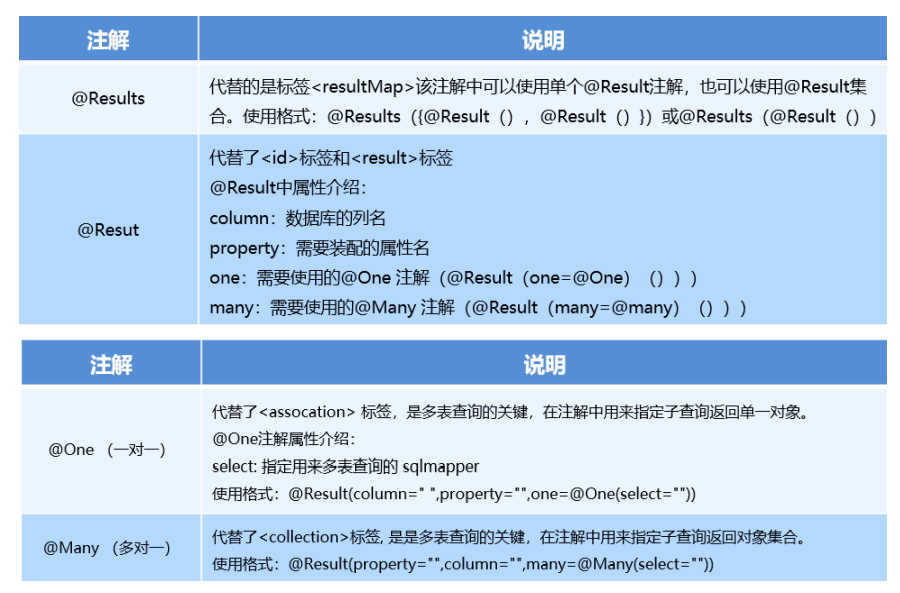 注解 说明
@Results
代替的是标签<resultMap>该注解中可以使用单个@Result注解，也可以使用@Result集
合。使用格式：@Results（{@Result（），@Result（）}）或@Results（@Result（））
@Resut
代替了<id>标签和<result>标签
@Result中属性介绍：
column：数据库的列名
property：需要装配的属性名
one：需要使用的@One 注解（@Result（one=@One）（）））
many：需要使用的@Many 注解（@Result（many=@many）（）））
注解 说明
@One （一对一）
代替了<assocation> 标签，是多表查询的关键，在注解中用来指定子查询返回单一对象。
@One注解属性介绍：
select: 指定用来多表查询的 sqlmapper
使用格式：@Result(column=" ",property="",one=@One(select=""))
@Many （多对一）
代替了<collection>标签, 是是多表查询的关键，在注解中用来指定子查询返回对象集合。
使用格式：@Result(property="",column="",many=@Many(select=""))